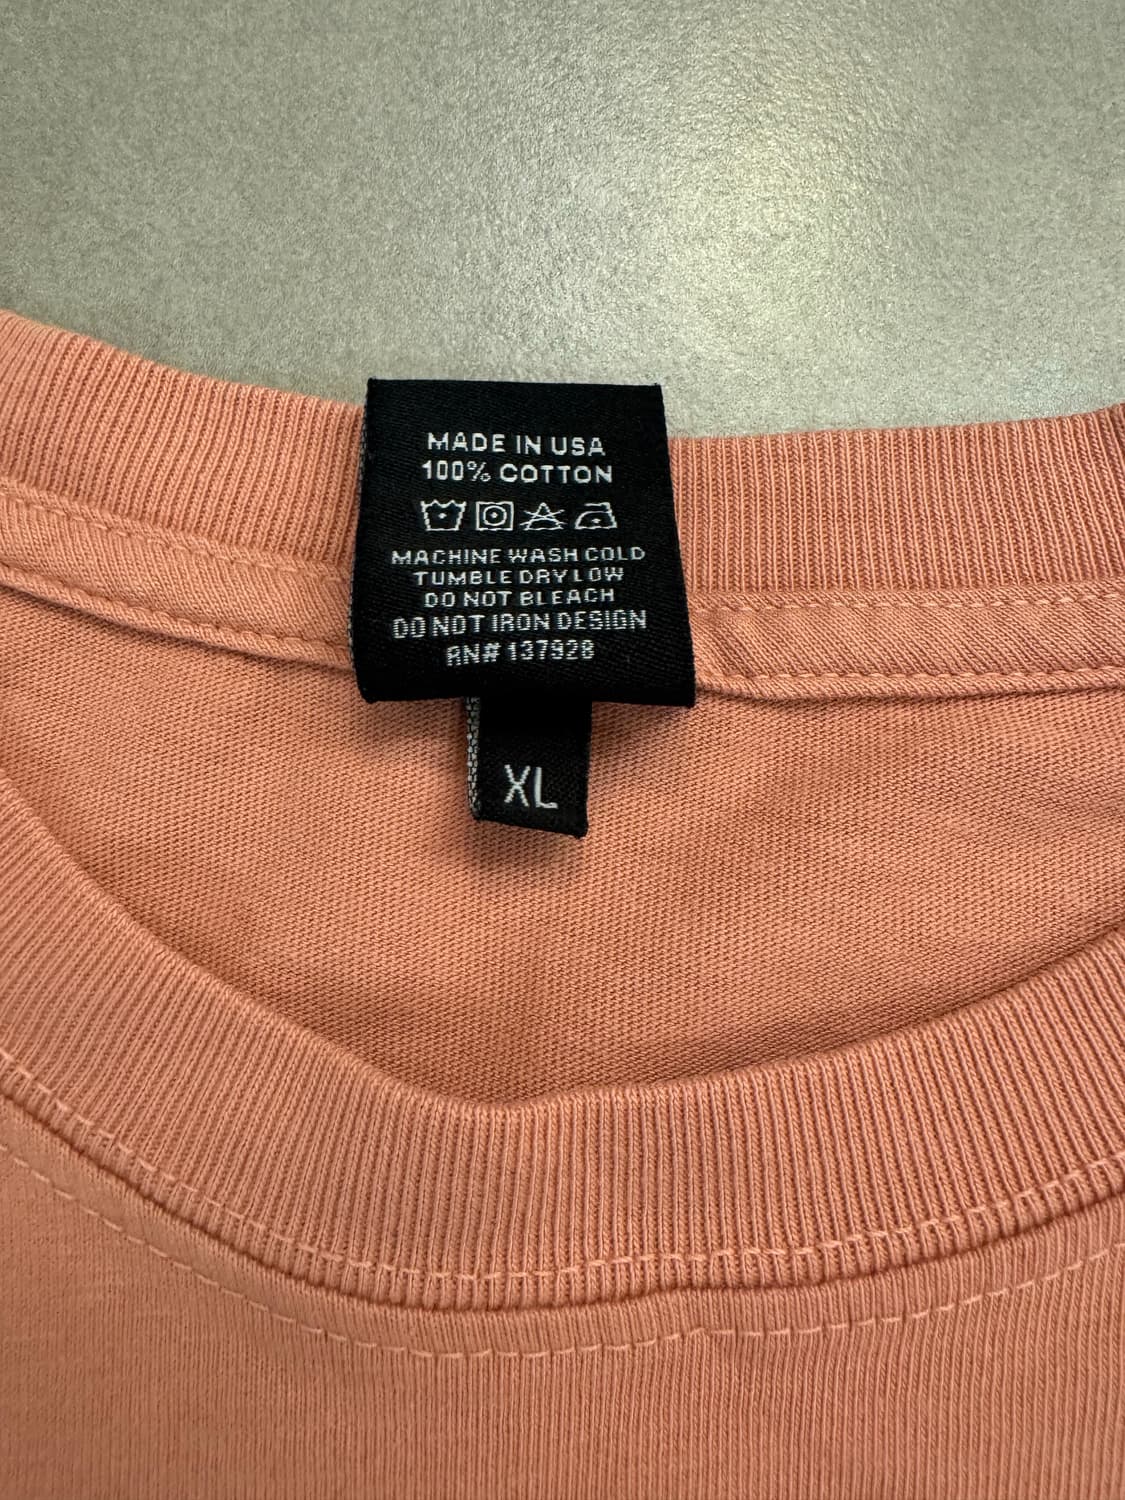 MADE IN USA
100% COTTON
MACHINE WASH COLD
TUMBLE DRY LOW
DO NOT BLEACH
DO NOT IRON DESIGN
RN# 137928
XL